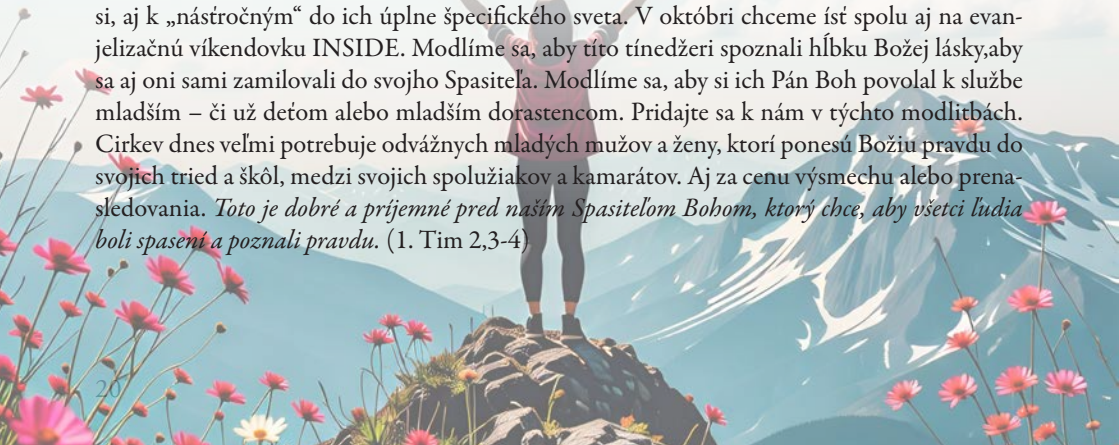 si, aj k „násťročným“ do ich úplne špecifického sveta. V októbri chceme ísť spolu aj na evan-
jelizačnú víkendovku INSIDE. Modlíme sa, aby títo tínedžeri spoznali hĺbku Božej lásky,aby
sa aj oni sami zamilovali do svojho Spasiteľa. Modlíme sa, aby si ich Pán Boh povolal k službe
mladším – či už deťom alebo mladším dorastencom. Pridajte sa k nám v týchto modlitbách.
Cirkev dnes veľmi potrebuje odvážnych mladých mužov a ženy, ktorí ponesú Božiu pravdu do
svojich tried a škôl, medzi svojich spolužiakov a kamarátov. Aj za cenu výsmechu alebo prena-
sledovania. Toto je dobré a príjemné pred naším Spasiteľom Bohom, ktorý chce, aby všetci ľudia
boli spasení a poznali pravdu. (1. Tim 2,3-4)
20